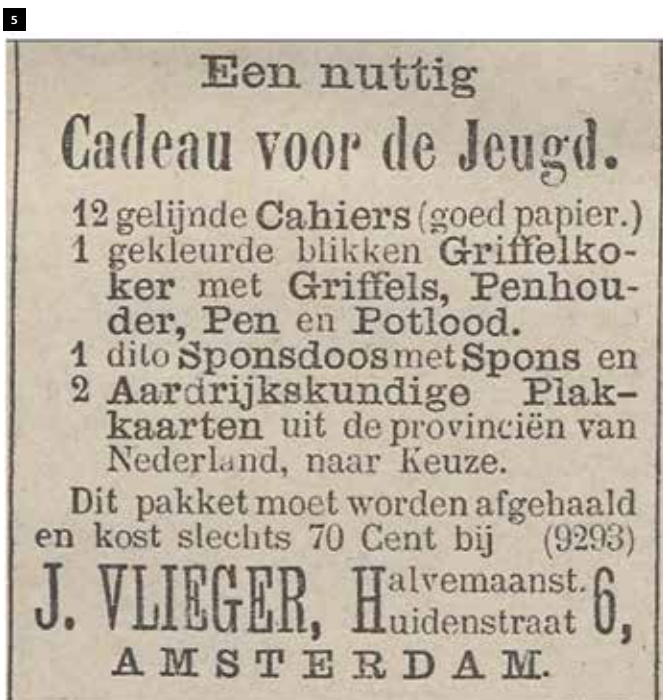 5
Een nuttig
Cadeau voor de Jeugd.
12 gelijnde Cahiers (goed papier.)
1 gekleurde blikken Griffelko-
ker met Griffels, Penhou-
der, Pen en Potlood.
1 dito Sponsdoos met Spons en
2 Aardrijkskundige Plak-
kaarten uit de provinciën van
Nederland, naar Keuze.
Dit pakket moet worden afgehaald
en kost slechts 70 Cent bij (9293)
J. VLIEGER, Halvemaanst.
Huidenstraat 6,
AMSTERDAM.